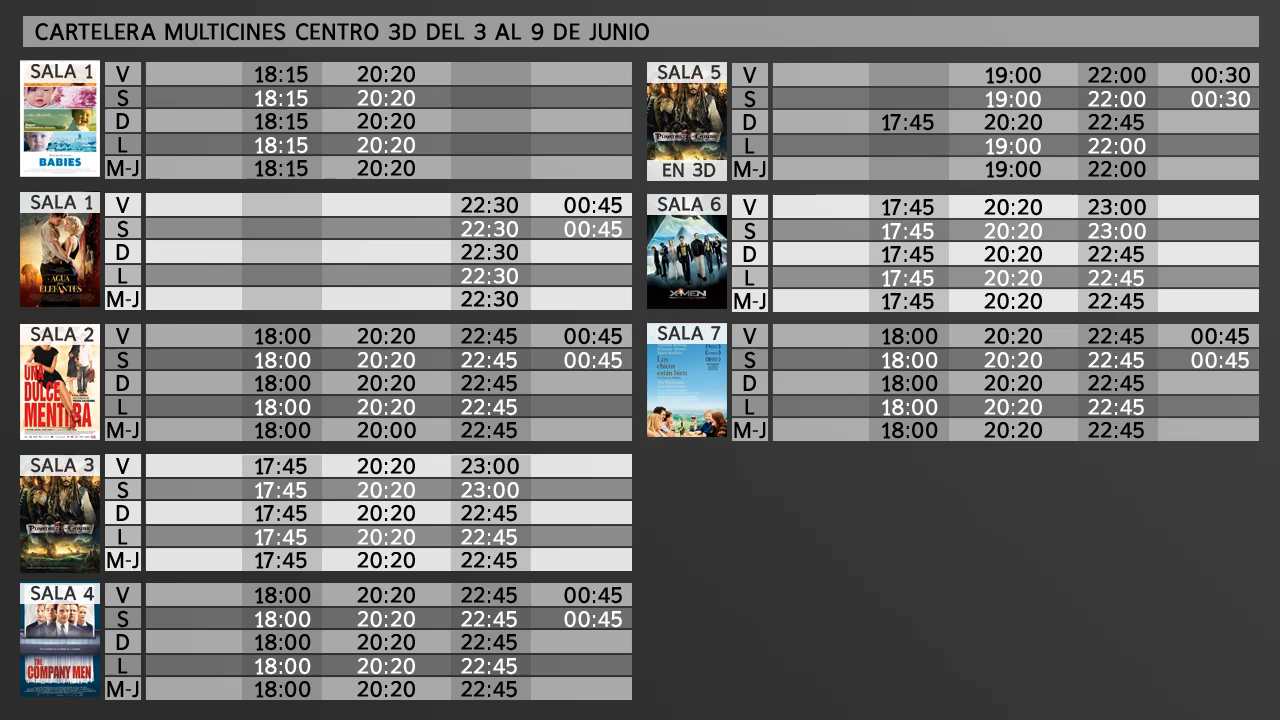 CARTELERA MULTICINES CENTRO 3D DEL 3 AL 9 DE JUNIO
SALA 1
BABIES
V 18:15 20:20
S 18:15 20:20
D 18:15 20:20
L 18:15 20:20
M-J 18:15 20:20
SALA 1
AGUA
ELEFANTES
V 22:30 00:45
S 22:30 00:45
D 22:30
L 22:30
M-J 22:30
SALA 2
UNA
DULCE
MENTIRA
V 18:00 20:20 22:45 00:45
S 18:00 20:20 22:45 00:45
D 18:00 20:20 22:45
L 18:00 20:20 22:45
M-J 18:00 20:00 22:45
SALA 3
PIRATAS CARIBE
V 17:45 20:20 23:00
S 17:45 20:20 23:00
D 17:45 20:20 22:45
L 17:45 20:20 22:45
M-J 17:45 20:20 22:45
SALA 4
THE
COMPANY MEN
V 18:00 20:20 22:45 00:45
S 18:00 20:20 22:45 00:45
D 18:00 20:20 22:45
L 18:00 20:20 22:45
M-J 18:00 20:20 22:45
SALA 5
PIRATAS CARIBE
EN 3D
V 19:00 22:00 00:30
S 19:00 22:00 00:30
D 17:45 20:20 22:45
L 19:00 22:00
M-J 19:00 22:00
SALA 6
X-MEN
V 17:45 20:20 23:00
S 17:45 20:20 23:00
D 17:45 20:20 22:45
L 17:45 20:20 22:45
M-J 17:45 20:20 22:45
SALA 7
Los
chicos
están bien
V 18:00 20:20 22:45 00:45
S 18:00 20:20 22:45 00:45
D 18:00 20:20 22:45
L 18:00 20:20 22:45
M-J 18:00 20:20 22:45